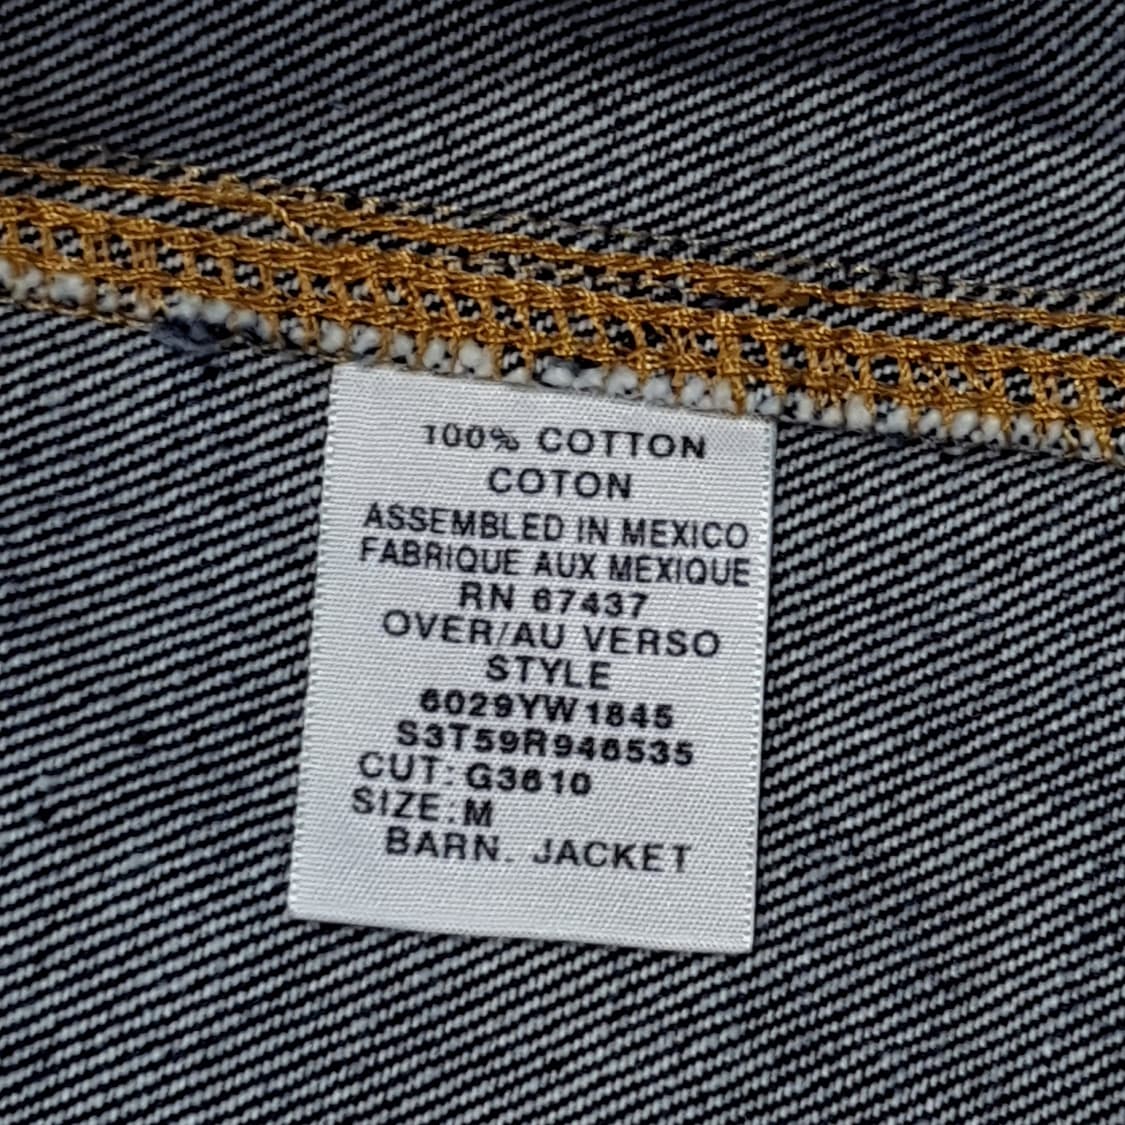 100% COTTON
COTON
ASSEMBLED IN MEXICO
FABRIQUE AUX MEXIQUE
RN 67437
OVER/AU VERSO
STYLE
6029YW1845
S3T59R946535
CUT: G3610
SIZE: M
BARN. JACKET